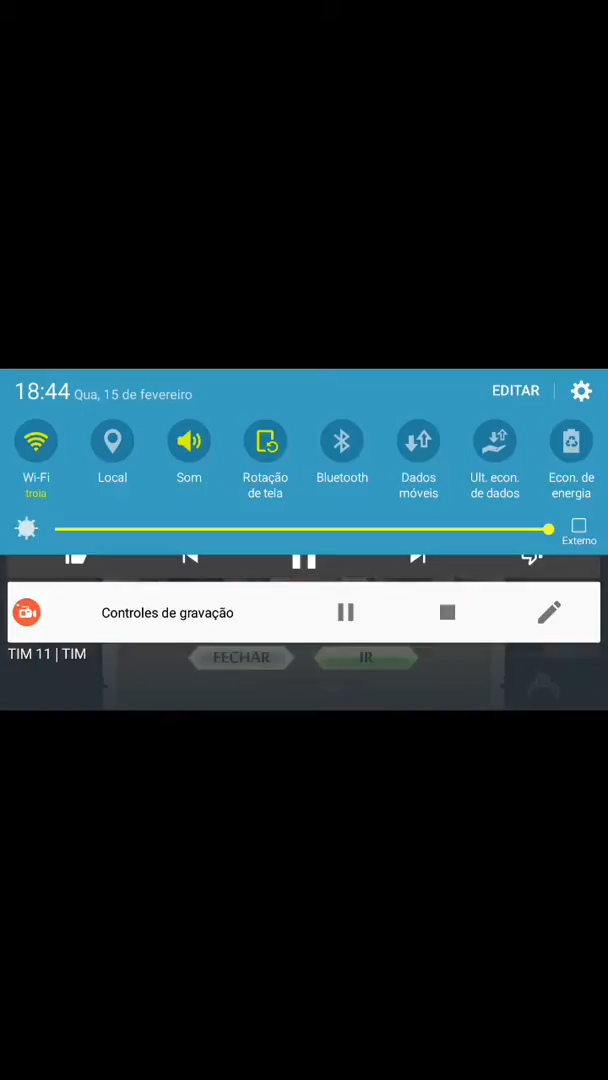 18:44 Qua, 15 de fevereiro EDITAR
Wi-Fi
troia
Local
Som
Rotação
de tela
Bluetooth
Dados
móveis
Ult. econ.
de dados
Econ. de
energia
Externo
Controles de gravação
TIM 11 | TIM
FECHAR
IR